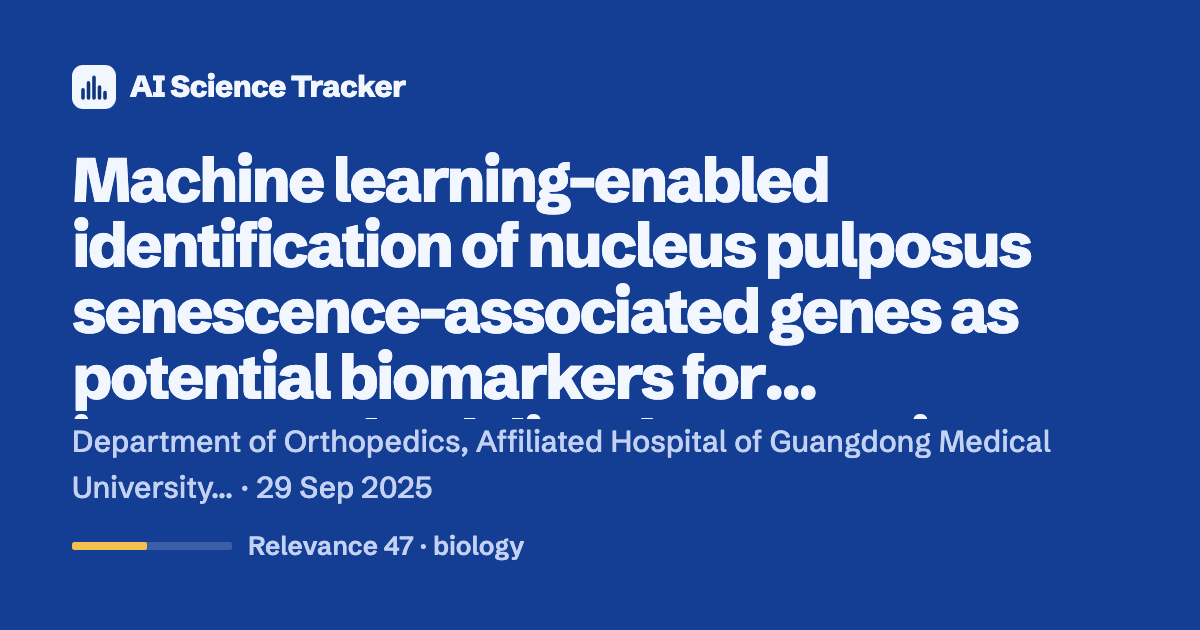 AI Science Tracker
Machine learning-enabled
identification of nucleus pulposus
senescence-associated genes as
potential biomarkers for...
Department of Orthopedics, Affiliated Hospital of Guangdong Medical
University... · 29 Sep 2025
Relevance 47 · biology